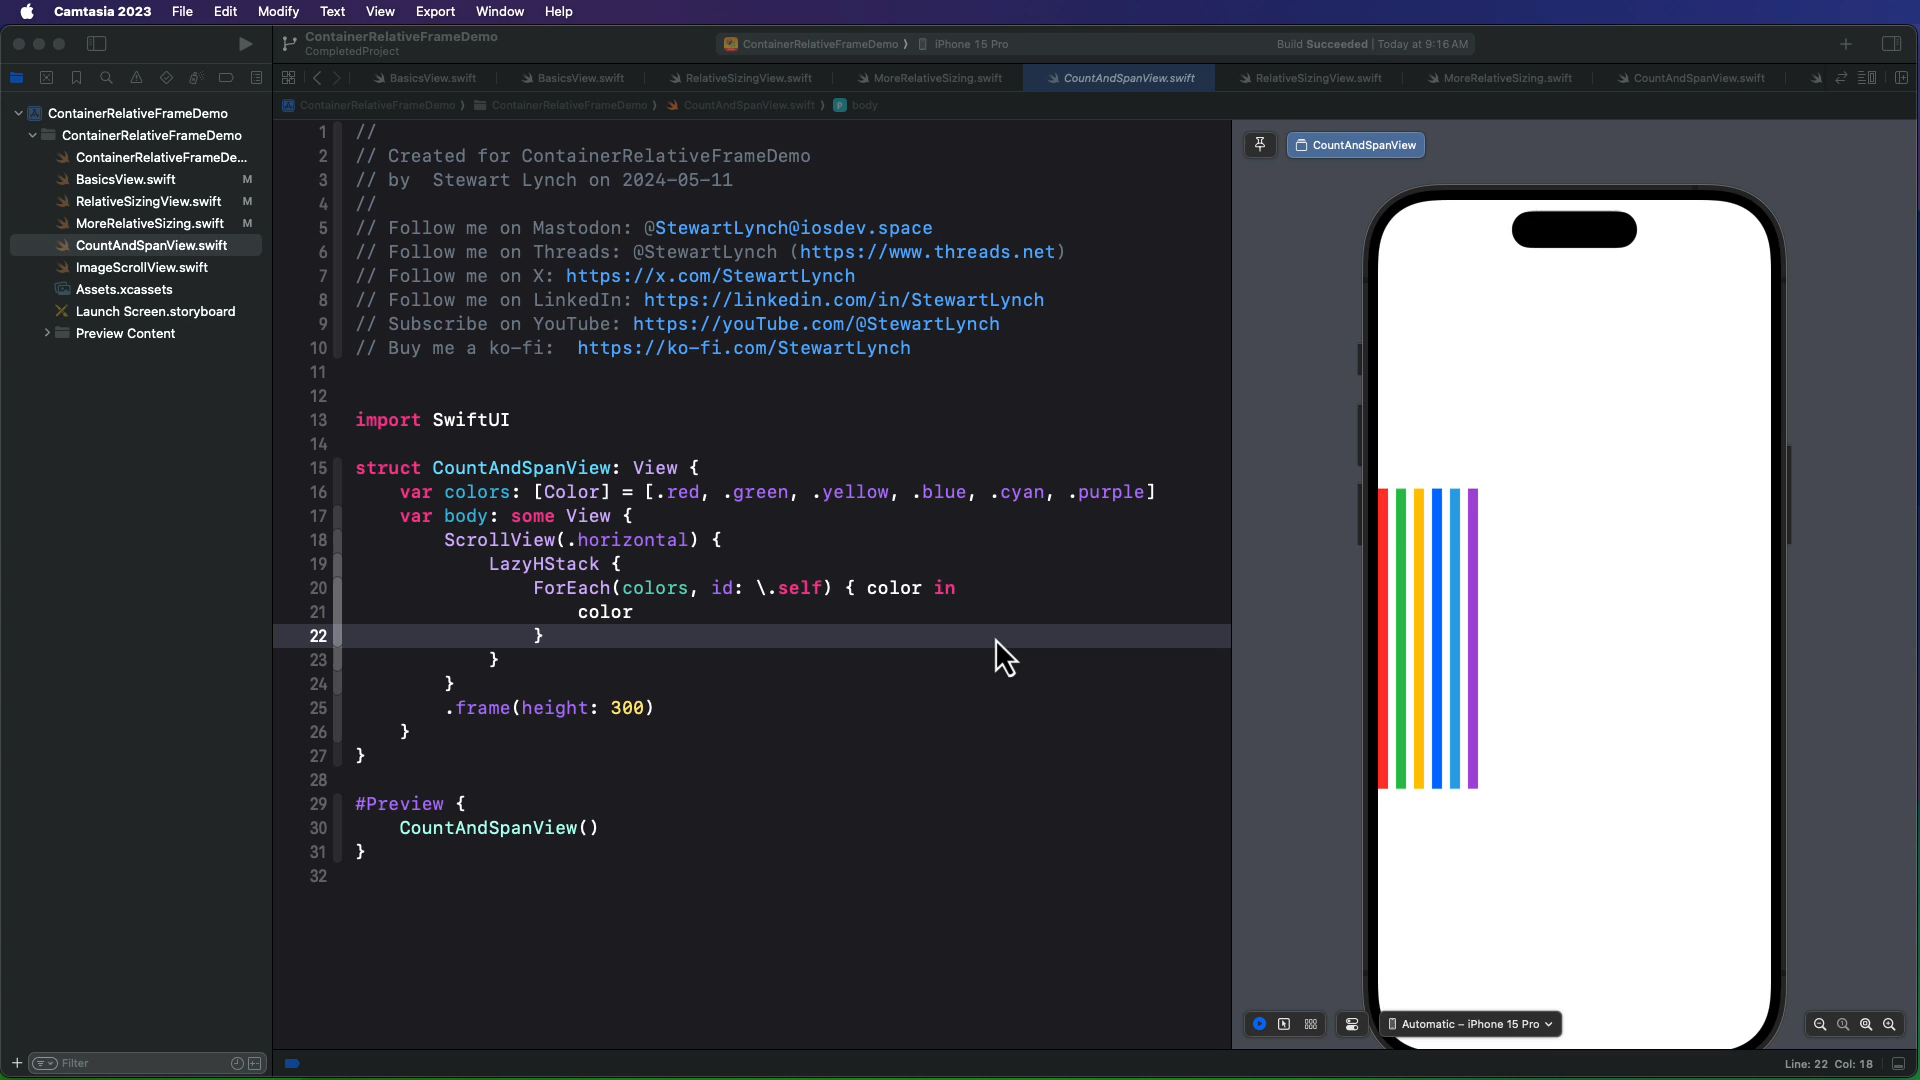 Camtasia 2023 File Edit Modify Text View Export Window Help
ContainerRelativeFrameDemo
CompletedProject
ContainerRelativeFrameDemo 〉 iPhone 15 Pro
Build Succeeded | Today at 9:16 AM
BasicsView.swift BasicsView.swift RelativeSizingView.swift MoreRelativeSizing.swift CountAndSpanView.swift RelativeSizingView.swift MoreRelativeSizing.swift CountAndSpanView.swift
ContainerRelativeFrameDemo 〉 ContainerRelativeFrameDemo 〉 CountAndSpanView.swift 〉 P body
ContainerRelativeFrameDemo
ContainerRelativeFrameDemo
ContainerRelativeFrameDe...
BasicsView.swift M
RelativeSizingView.swift M
MoreRelativeSizing.swift M
CountAndSpanView.swift
ImageScrollView.swift
Assets.xcassets
Launch Screen.storyboard
Preview Content
Filter
1 //
2 // Created for ContainerRelativeFrameDemo
3 // by  Stewart Lynch on 2024-05-11
4 //
5 // Follow me on Mastodon: @StewartLynch@iosdev.space
6 // Follow me on Threads: @StewartLynch (https://www.threads.net)
7 // Follow me on X: https://x.com/StewartLynch
8 // Follow me on LinkedIn: https://linkedin.com/in/StewartLynch
9 // Subscribe on YouTube: https://youTube.com/@StewartLynch
10 // Buy me a ko-fi:  https://ko-fi.com/StewartLynch
11
12
13 import SwiftUI
14
15 struct CountAndSpanView: View {
16     var colors: [Color] = [.red, .green, .yellow, .blue, .cyan, .purple]
17     var body: some View {
18         ScrollView(.horizontal) {
19             LazyHStack {
20                 ForEach(colors, id: \.self) { color in
21                     color
22                 }
23             }
24         }
25         .frame(height: 300)
26     }
27 }
28
29 #Preview {
30     CountAndSpanView()
31 }
32
CountAndSpanView
Automatic – iPhone 15 Pro
Line: 22 Col: 18